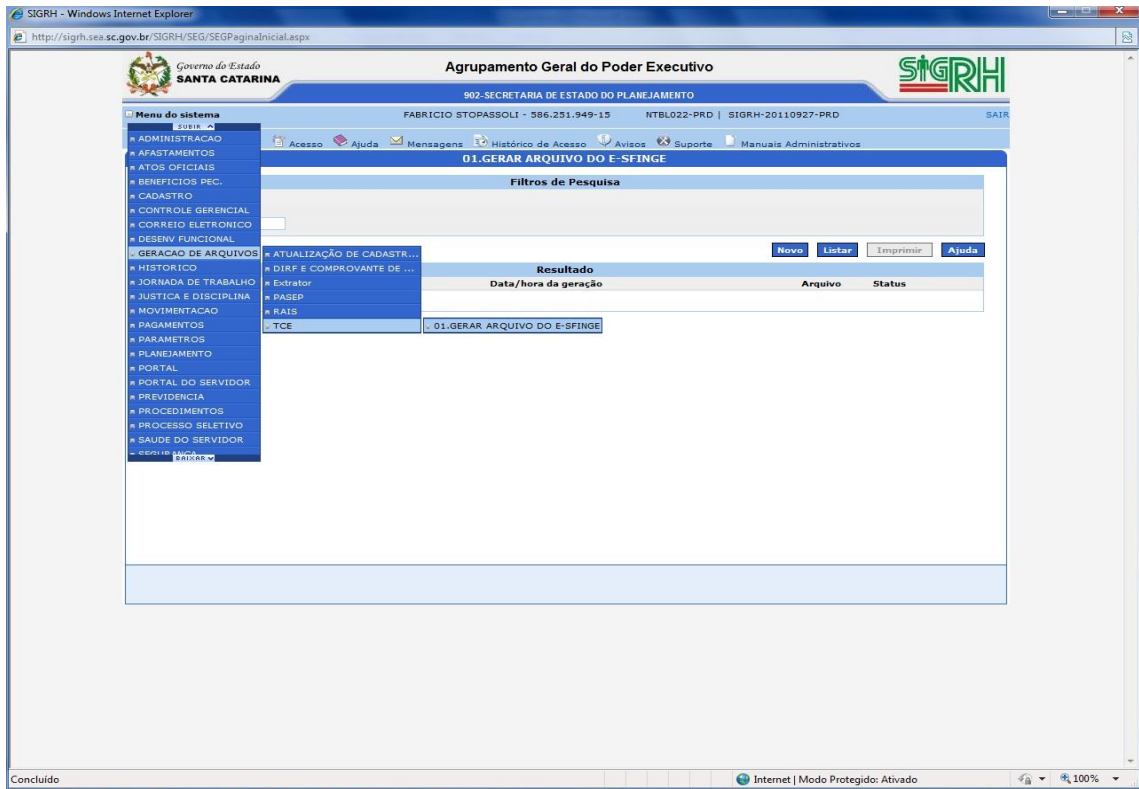 SIGRH - Windows Internet Explorer
http://sigrh.sea.sc.gov.br/SIGRH/SEG/SEGPaginaInicial.aspx
Governo do Estado
SANTA CATARINA
Agrupamento Geral do Poder Executivo
SIGRH
902-SECRETARIA DE ESTADO DO PLANEJAMENTO
Menu do sistema
FABRICIO STOPASSOLI - 586.251.949-15 NTBL022-PRD | SIGRH-20110927-PRD SAIR
SUBIR
Acesso Ajuda Mensagens Histórico de Acesso Avisos Suporte Manuais Administrativos
01.GERAR ARQUIVO DO E-SFINGE
Filtros de Pesquisa
ADMINISTRACAO
AFASTAMENTOS
ATOS OFICIAIS
BENEFICIOS PEC.
CADASTRO
CONTROLE GERENCIAL
CORREIO ELETRONICO
DESENV FUNCIONAL
GERACAO DE ARQUIVOS
HISTORICO
JORNADA DE TRABALHO
JUSTICA E DISCIPLINA
MOVIMENTACAO
PAGAMENTOS
PARAMETROS
PLANEJAMENTO
PORTAL
PORTAL DO SERVIDOR
PREVIDENCIA
PROCEDIMENTOS
PROCESSO SELETIVO
SAUDE DO SERVIDOR
SEGURANCA
BAIXAR
ATUALIZAÇÃO DE CADASTR...
DIRF E COMPROVANTE DE ...
Extrator
PASEP
RAIS
TCE
01.GERAR ARQUIVO DO E-SFINGE
Novo Listar Imprimir Ajuda
Resultado
Data/hora da geração Arquivo Status
Concluído
Internet | Modo Protegido: Ativado
100%